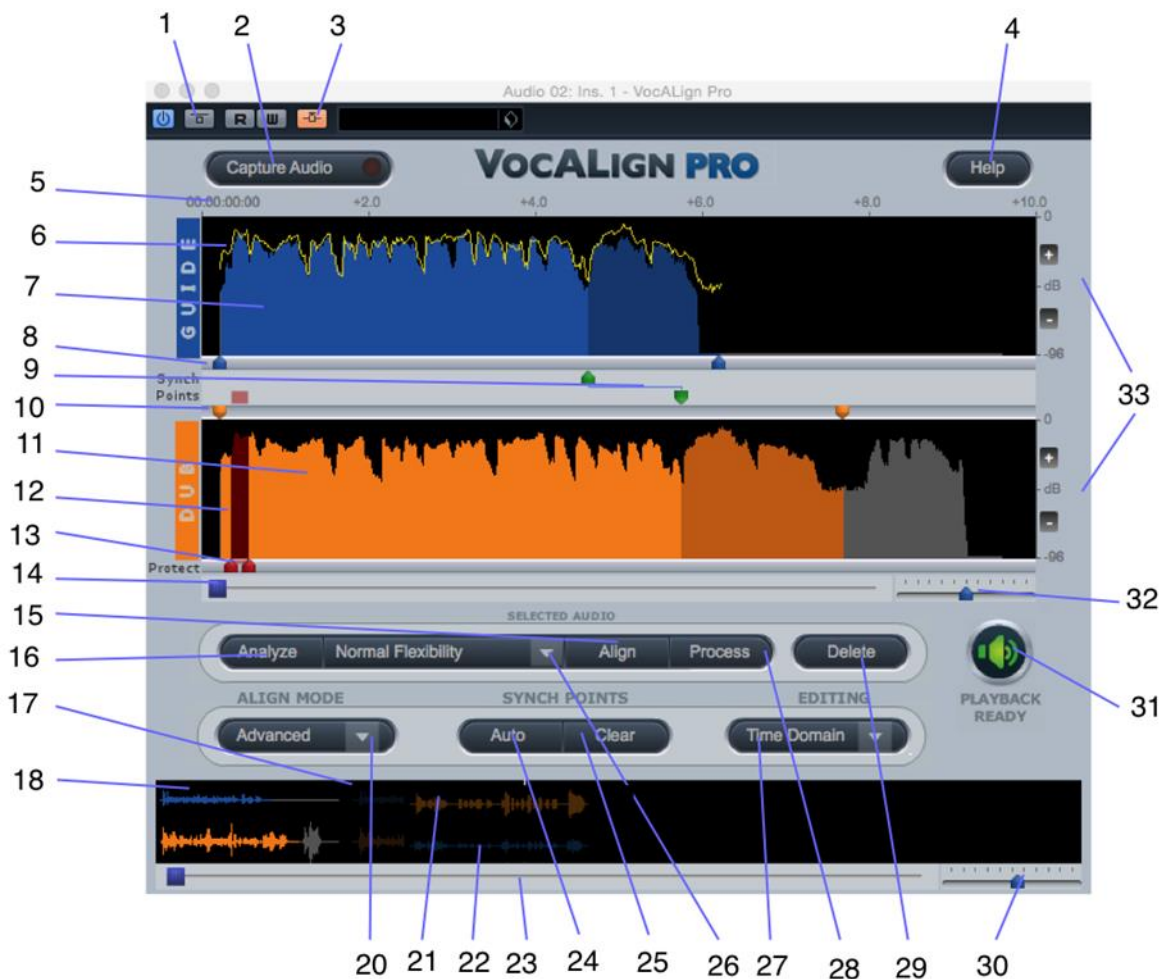 1
2
3
4
Audio 02: Ins. 1 - VocALign Pro
R W
Capture Audio
VOCALIGN PRO
Help
5
00:00:00:00 +2.0 +4.0 +6.0 +8.0 +10.0
6
GUIDE
0
+
7
dB
-
8
-96
9
Synch
Points
33
10
0
11
DUB
+
12
dB
-
13
-96
Protect
14
32
15
SELECTED AUDIO
16
Analyze Normal Flexibility Align Process Delete
17
ALIGN MODE SYNCH POINTS EDITING
PLAYBACK
READY
31
Advanced Auto Clear Time Domain
18
20 21 22 23 24 25 26 27 28 29 30